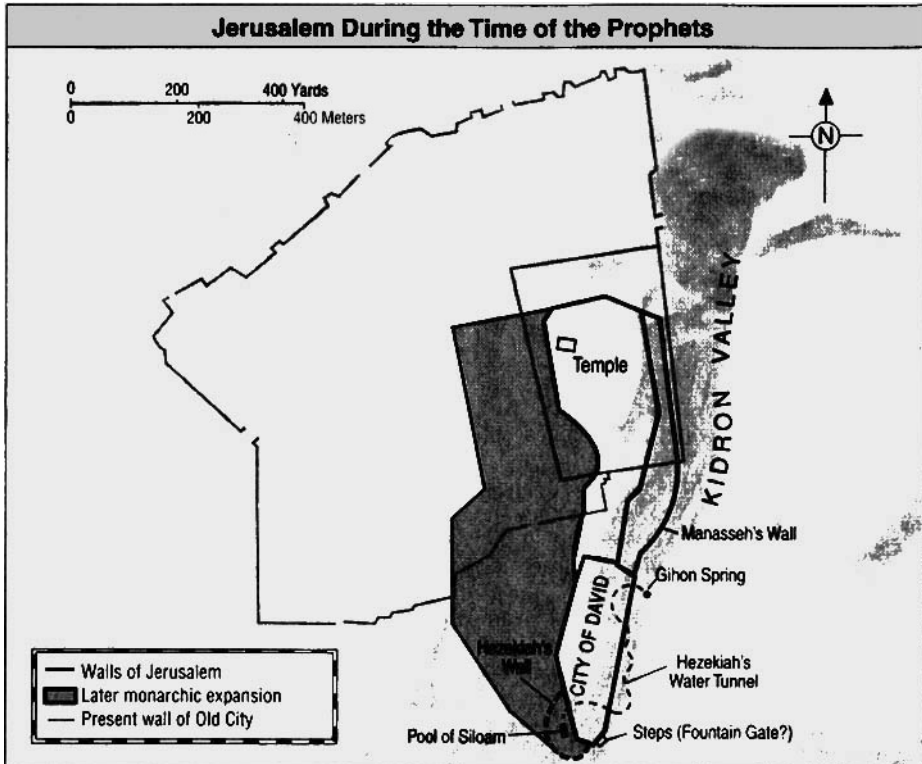 Jerusalem During the Time of the Prophets
0 200 400 Yards
0 200 400 Meters
N
Temple
KIDRON VALLEY
Manasseh's Wall
Gihon Spring
CITY OF DAVID
Hezekiah's
Wall
Hezekiah's
Water Tunnel
Pool of Siloam
Steps (Fountain Gate?)
Walls of Jerusalem
Later monarchic expansion
Present wall of Old City